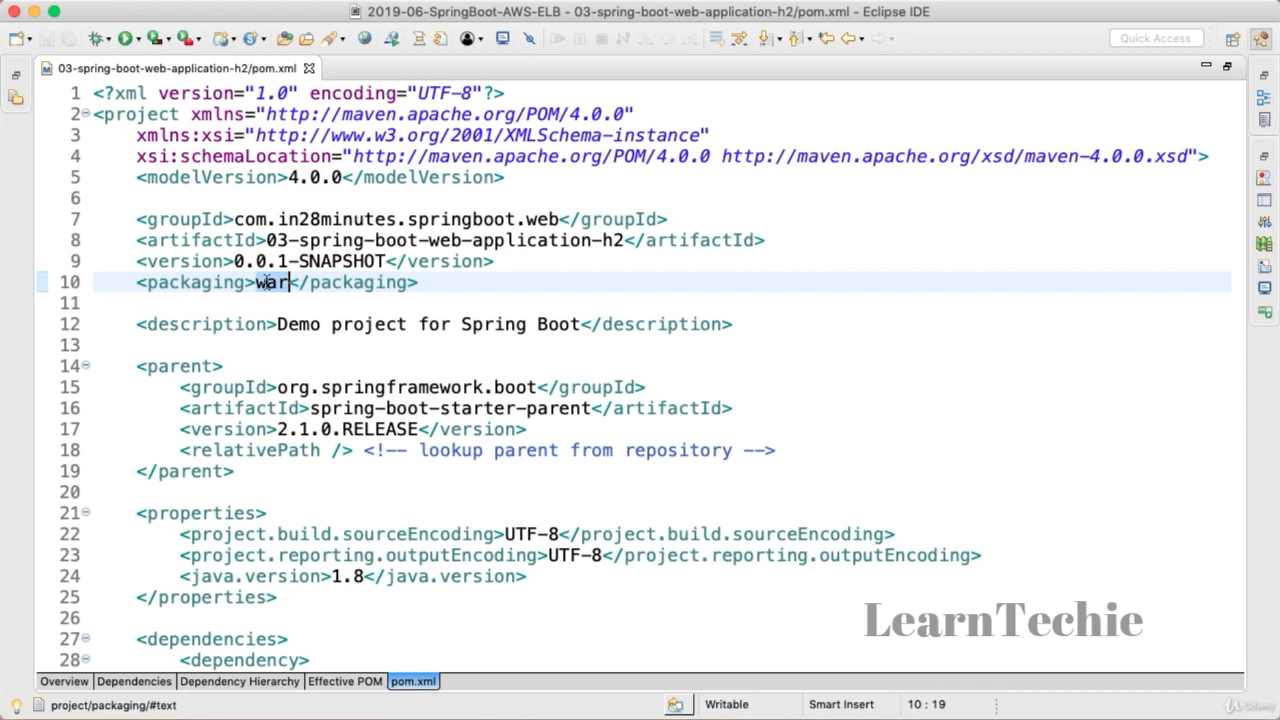 2019-06-SpringBoot-AWS-ELB - 03-spring-boot-web-application-h2/pom.xml - Eclipse IDE
Quick Access
03-spring-boot-web-application-h2/pom.xml
1 <?xml version="1.0" encoding="UTF-8"?>
2 <project xmlns="http://maven.apache.org/POM/4.0.0"
3 xmlns:xsi="http://www.w3.org/2001/XMLSchema-instance"
4 xsi:schemaLocation="http://maven.apache.org/POM/4.0.0 http://maven.apache.org/xsd/maven-4.0.0.xsd">
5 <modelVersion>4.0.0</modelVersion>
6
7 <groupId>com.in28minutes.springboot.web</groupId>
8 <artifactId>03-spring-boot-web-application-h2</artifactId>
9 <version>0.0.1-SNAPSHOT</version>
10 <packaging>war</packaging>
11
12 <description>Demo project for Spring Boot</description>
13
14 <parent>
15 <groupId>org.springframework.boot</groupId>
16 <artifactId>spring-boot-starter-parent</artifactId>
17 <version>2.1.0.RELEASE</version>
18 <relativePath /> <!-- lookup parent from repository -->
19 </parent>
20
21 <properties>
22 <project.build.sourceEncoding>UTF-8</project.build.sourceEncoding>
23 <project.reporting.outputEncoding>UTF-8</project.reporting.outputEncoding>
24 <java.version>1.8</java.version>
25 </properties>
26
27 <dependencies>
28 <dependency>
LearnTechie
Overview Dependencies Dependency Hierarchy Effective POM pom.xml
project/packaging/#text Writable Smart Insert 10 : 19
Udemy